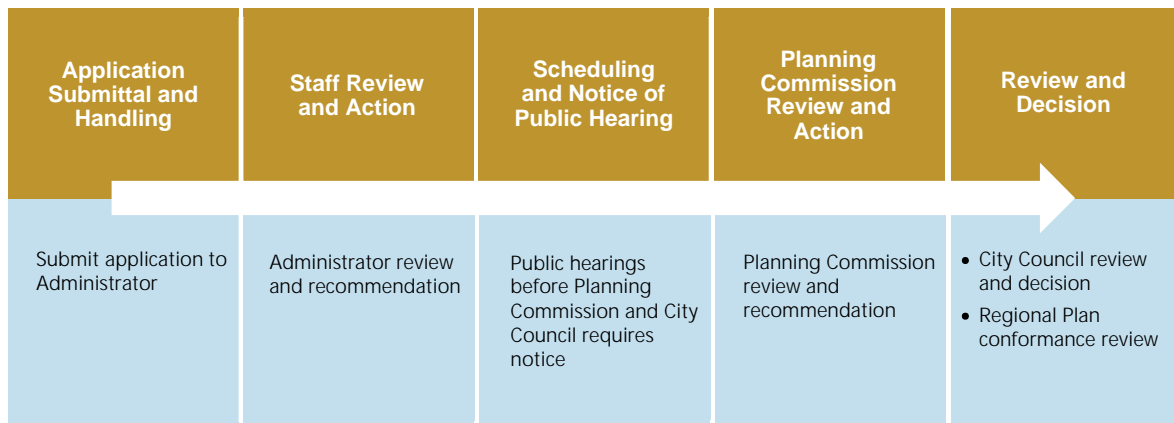 Application
Submittal and
Handling
Staff Review
and Action
Scheduling
and Notice of
Public Hearing
Planning
Commission
Review and
Action
Review and
Decision
Submit application to
Administrator
Administrator review
and recommendation
Public hearings
before Planning
Commission and City
Council requires
notice
Planning Commission
review and
recommendation
• City Council review
and decision
• Regional Plan
conformance review